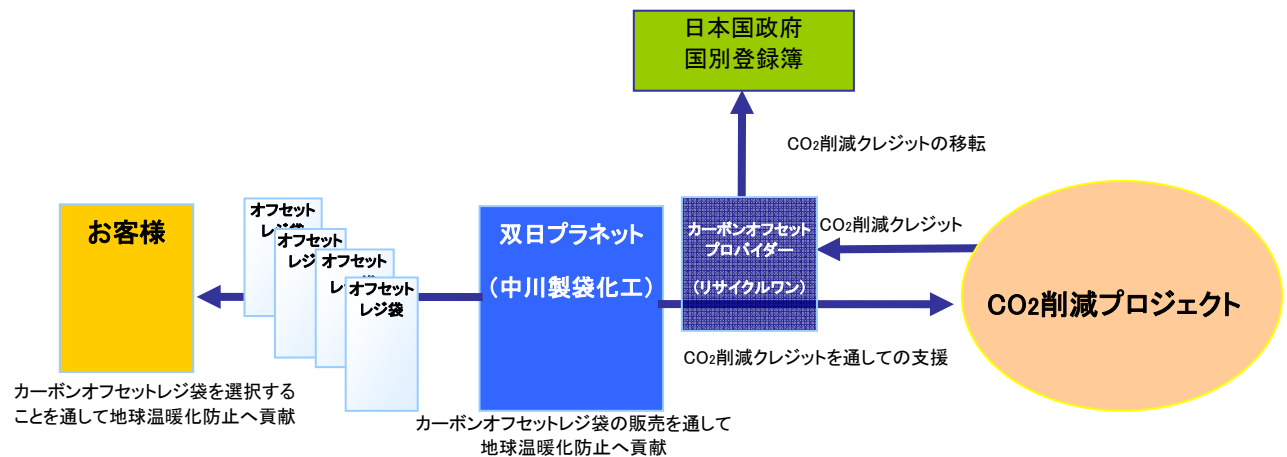 日本国政府
国別登録簿
CO2削減クレジットの移転
お客様
オフセット
レジ袋
オフセット
レジ
オフセット
レ
オフセット
レジ袋
双日プラネット
（中川製袋化工）
カーボンオフセット
プロバイダー
（リサイクルワン）
CO2削減クレジット
CO2削減プロジェクト
CO2削減クレジットを通しての支援
カーボンオフセットレジ袋を選択する
ことを通して地球温暖化防止へ貢献
カーボンオフセットレジ袋の販売を通して
地球温暖化防止へ貢献